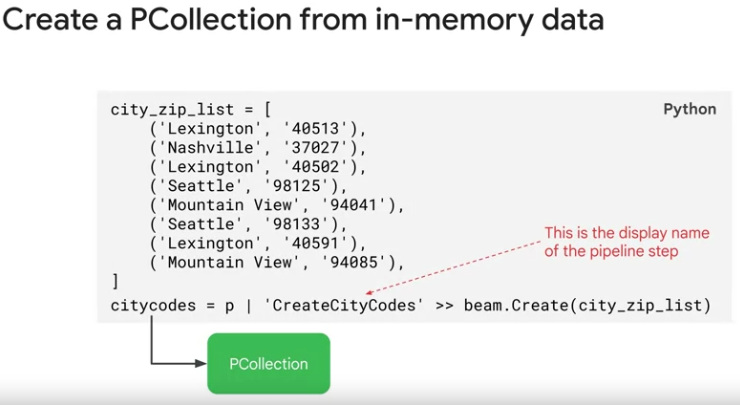 Create a PCollection from in-memory data
Python
city_zip_list = [
    ('Lexington', '40513'),
    ('Nashville', '37027'),
    ('Lexington', '40502'),
    ('Seattle', '98125'),
    ('Mountain View', '94041'),
    ('Seattle', '98133'),
    ('Lexington', '40591'),
    ('Mountain View', '94085'),
]
This is the display name
of the pipeline step
citycodes = p | 'CreateCityCodes' >> beam.Create(city_zip_list)
PCollection